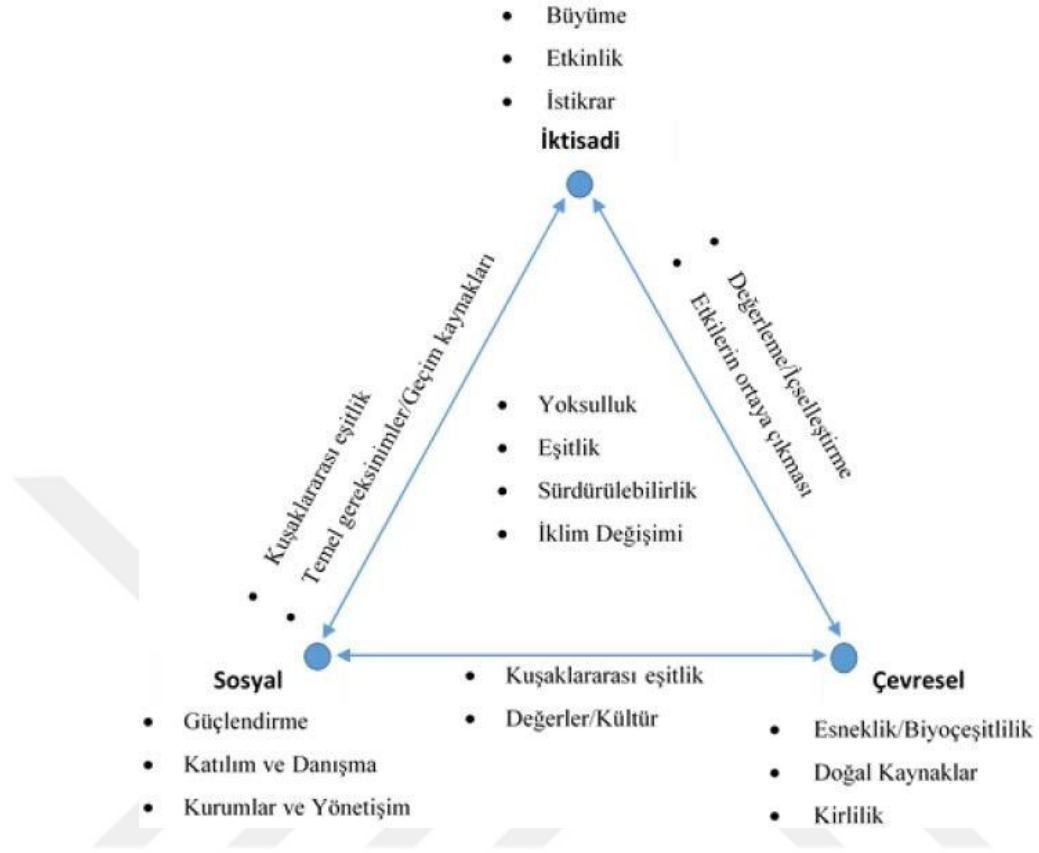 • Büyüme
• Etkinlik
• İstikrar
İktisadi
• Değerleme/İçselleştirme
• Etkilerin ortaya çıkması
• Kuşaklararası eşitlik
• Temel gereksinimler/Geçim kaynakları
• Yoksulluk
• Eşitlik
• Sürdürülebilirlik
• İklim Değişimi
Sosyal
• Güçlendirme
• Katılım ve Danışma
• Kurumlar ve Yönetişim
• Kuşaklararası eşitlik
• Değerler/Kültür
Çevresel
• Esneklik/Biyoçeşitlilik
• Doğal Kaynaklar
• Kirlilik